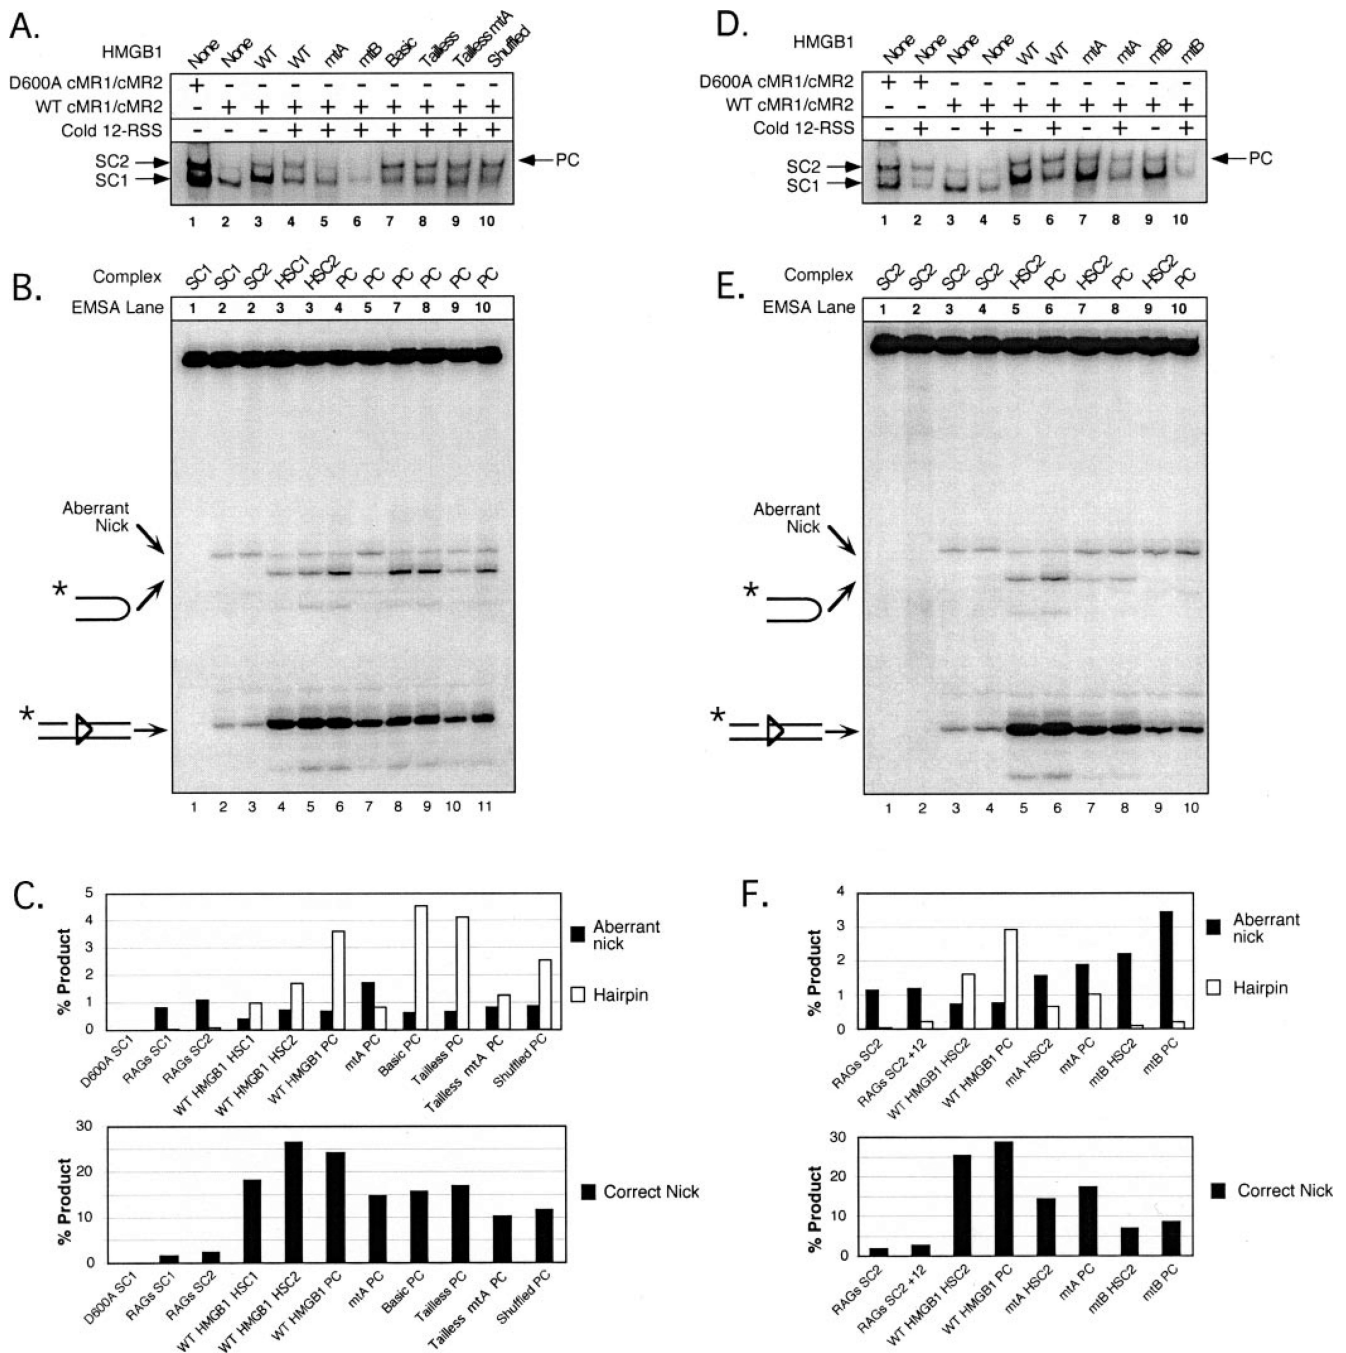 A.
HMGB1 None None WT WT mtA mtB Basic Tailless Tailless mtA Shuffled
D600A cMR1/cMR2 + - - - - - - - - -
WT cMR1/cMR2 - + + + + + + + + +
Cold 12-RSS - - - + + + + + + +
SC2
SC1
PC
1 2 3 4 5 6 7 8 9 10
B.
Complex SC1 SC1 SC2 HSC1 HSC2 PC PC PC PC PC PC
EMSA Lane 1 2 2 3 3 4 5 7 8 9 10
Aberrant
Nick
*
*
1 2 3 4 5 6 7 8 9 10 11
C.
% Product
5
4
3
2
1
0
Aberrant
nick
Hairpin
D600A SC1 RAGs SC1 RAGs SC2 WT HMGB1 HSC1 WT HMGB1 HSC2 WT HMGB1 PC mtA PC Basic PC Tailless PC Tailless mtA PC Shuffled PC
% Product
30
20
10
0
Correct Nick
D600A SC1 RAGs SC1 RAGs SC2 WT HMGB1 HSC1 WT HMGB1 HSC2 WT HMGB1 PC mtA PC Basic PC Tailless PC Tailless mtA PC Shuffled PC
D.
HMGB1 None None None None WT WT mtA mtA mtB mtB
D600A cMR1/cMR2 + + - - - - - - - -
WT cMR1/cMR2 - - + + + + + + + +
Cold 12-RSS - + - + - + - + - +
SC2
SC1
PC
1 2 3 4 5 6 7 8 9 10
E.
Complex SC2 SC2 SC2 SC2 HSC2 PC HSC2 PC HSC2 PC
EMSA Lane 1 2 3 4 5 6 7 8 9 10
Aberrant
Nick
*
*
1 2 3 4 5 6 7 8 9 10
F.
% Product
4
3
2
1
0
Aberrant
nick
Hairpin
RAGs SC2 RAGs SC2 +12 WT HMGB1 HSC2 WT HMGB1 PC mtA HSC2 mtA PC mtB HSC2 mtB PC
% Product
30
20
10
0
Correct Nick
RAGs SC2 RAGs SC2 +12 WT HMGB1 HSC2 WT HMGB1 PC mtA HSC2 mtA PC mtB HSC2 mtB PC